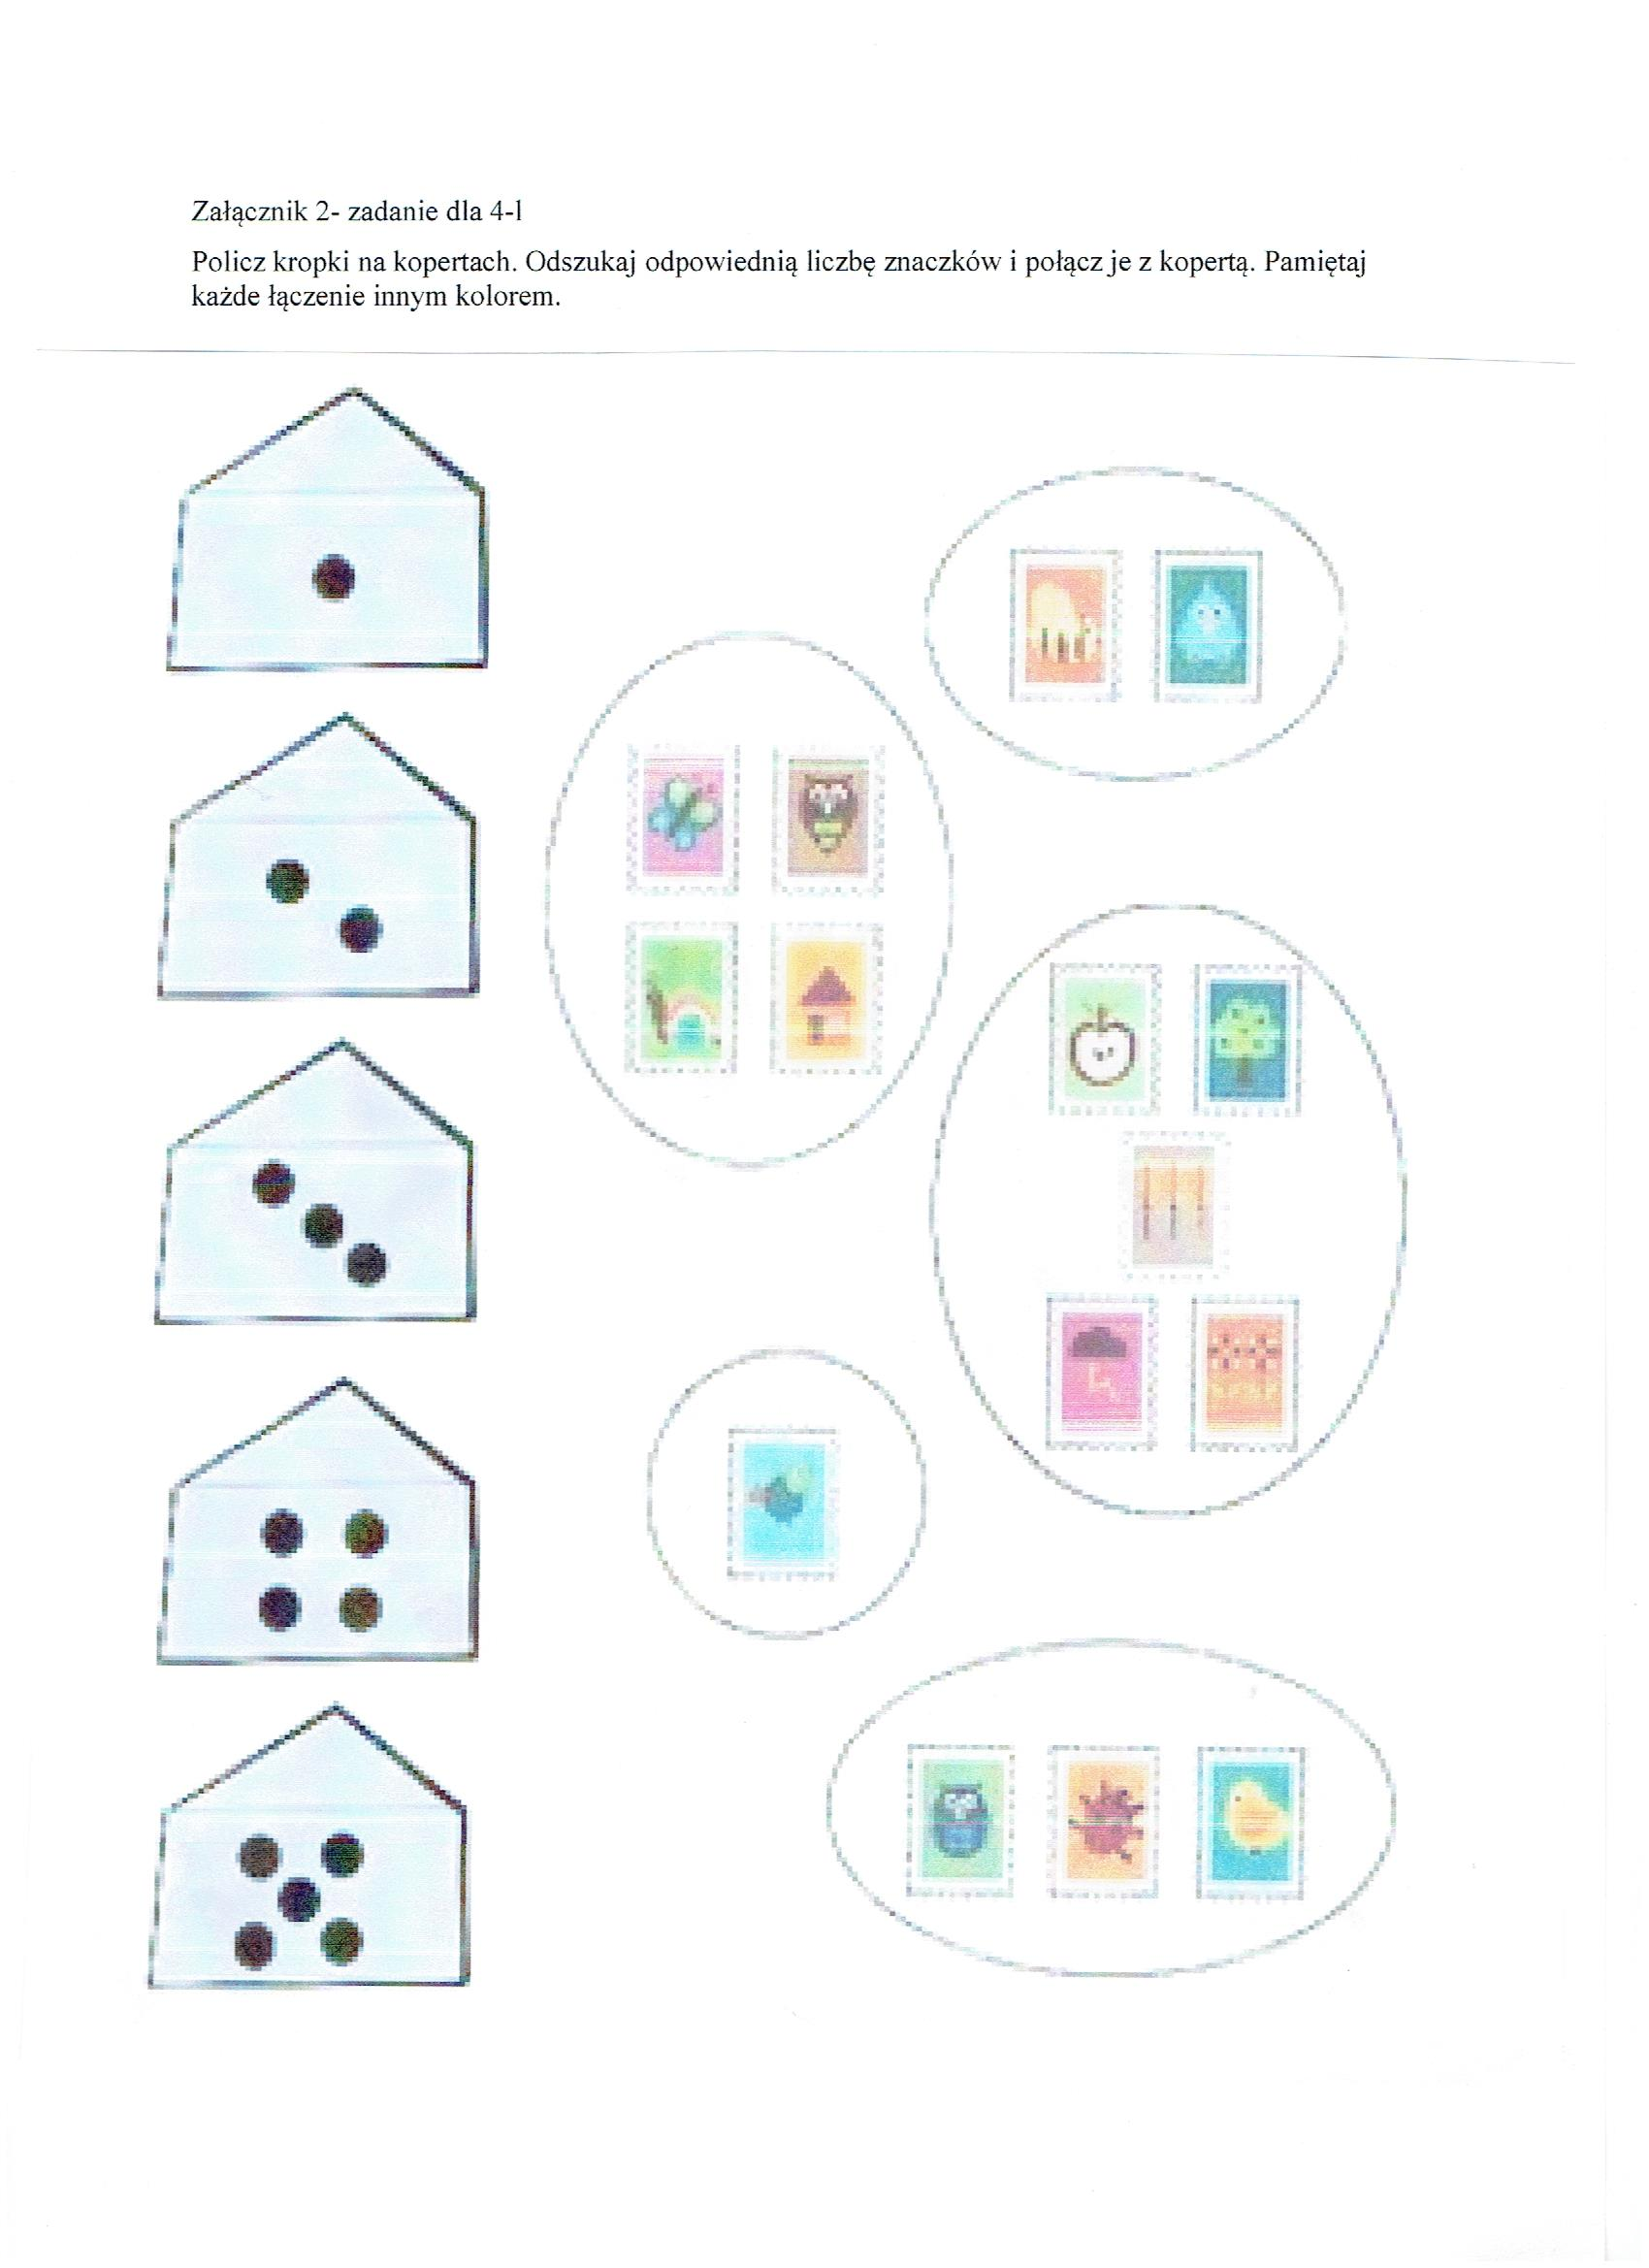 Załącznik 2- zadanie dla 4-l
Policz kropki na kopertach. Odszukaj odpowiednią liczbę znaczków i połącz je z kopertą. Pamiętaj
każde łączenie innym kolorem.